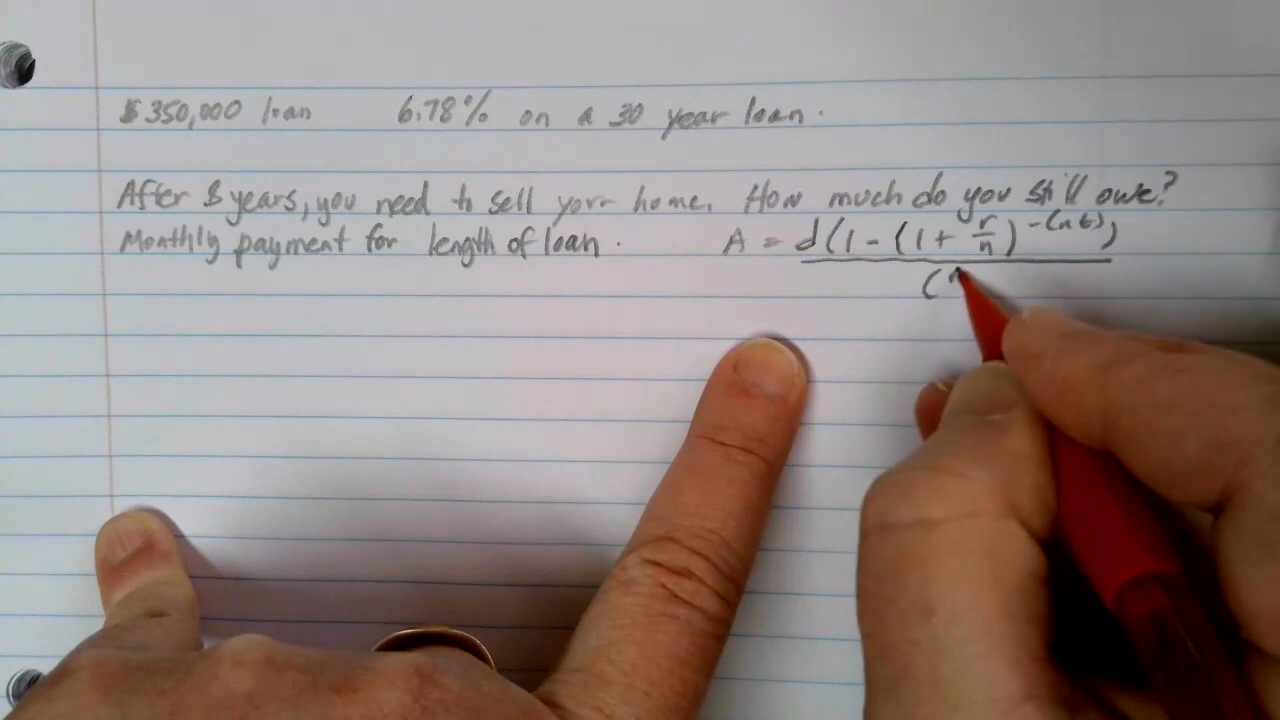 $350,000 loan 6.78% on a 30 year loan.
After 8 years, you need to sell your home. How much do you still owe?
Monthly payment for length of loan. A = d(1 - (1 + r/n)^-(nt))
(